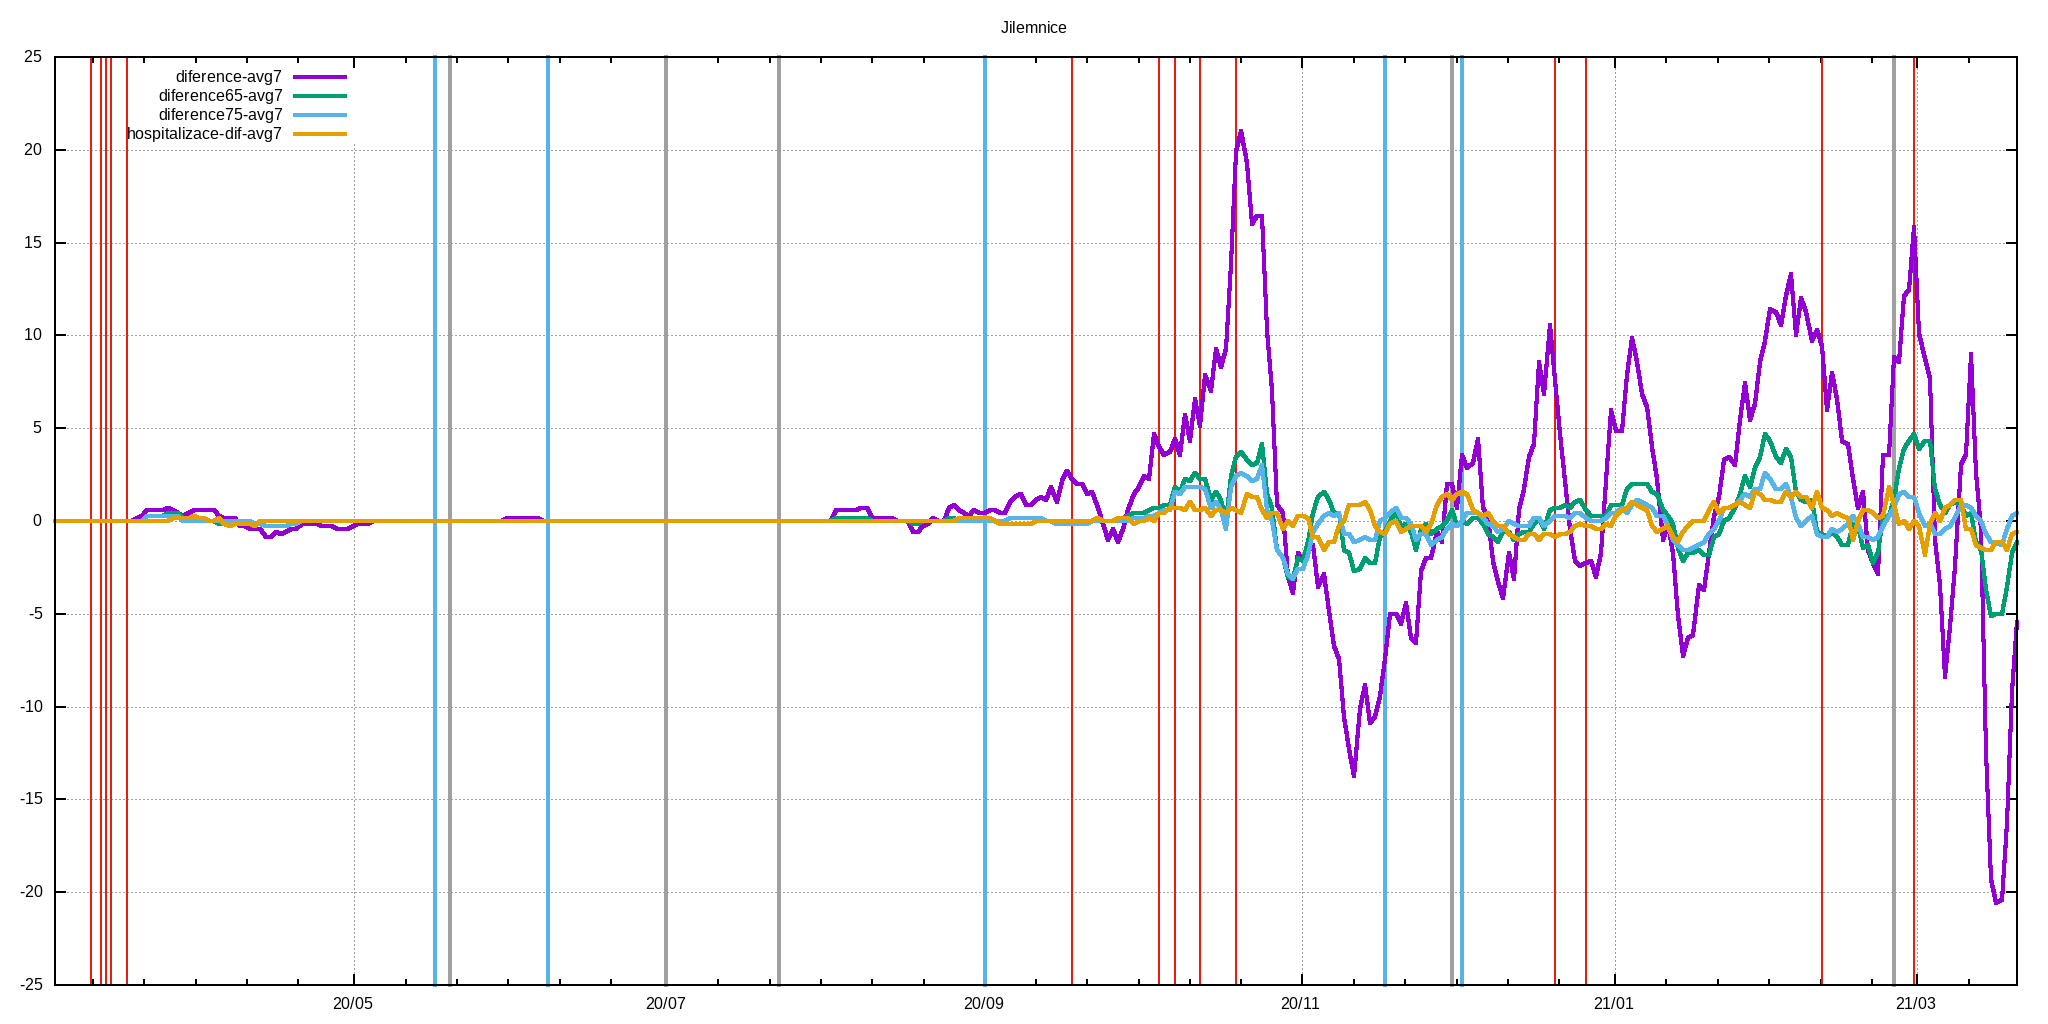 Jilemnice
25
diference-avg7
diference65-avg7
diference75-avg7
hospitalizace-dif-avg7
20
15
10
5
0
-5
-10
-15
-20
-25
20/05 20/07 20/09 20/11 21/01 21/03